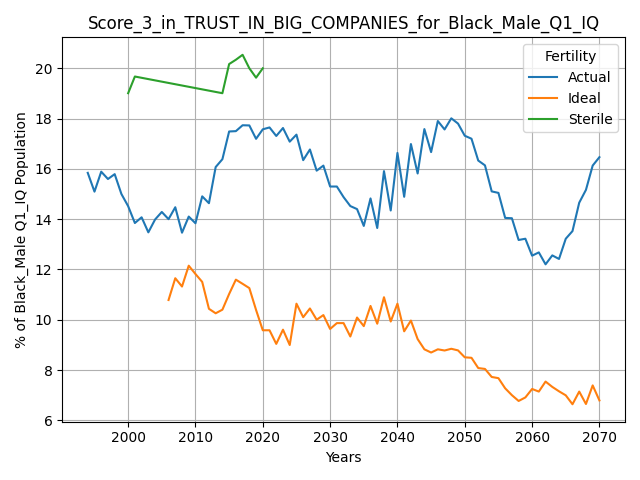 Score_3_in_TRUST_IN_BIG_COMPANIES_for_Black_Male_Q1_IQ
Fertility
Actual
Ideal
Sterile
% of Black_Male Q1_IQ Population
20
18
16
14
12
10
8
6
2000 2010 2020 2030 2040 2050 2060 2070
Years